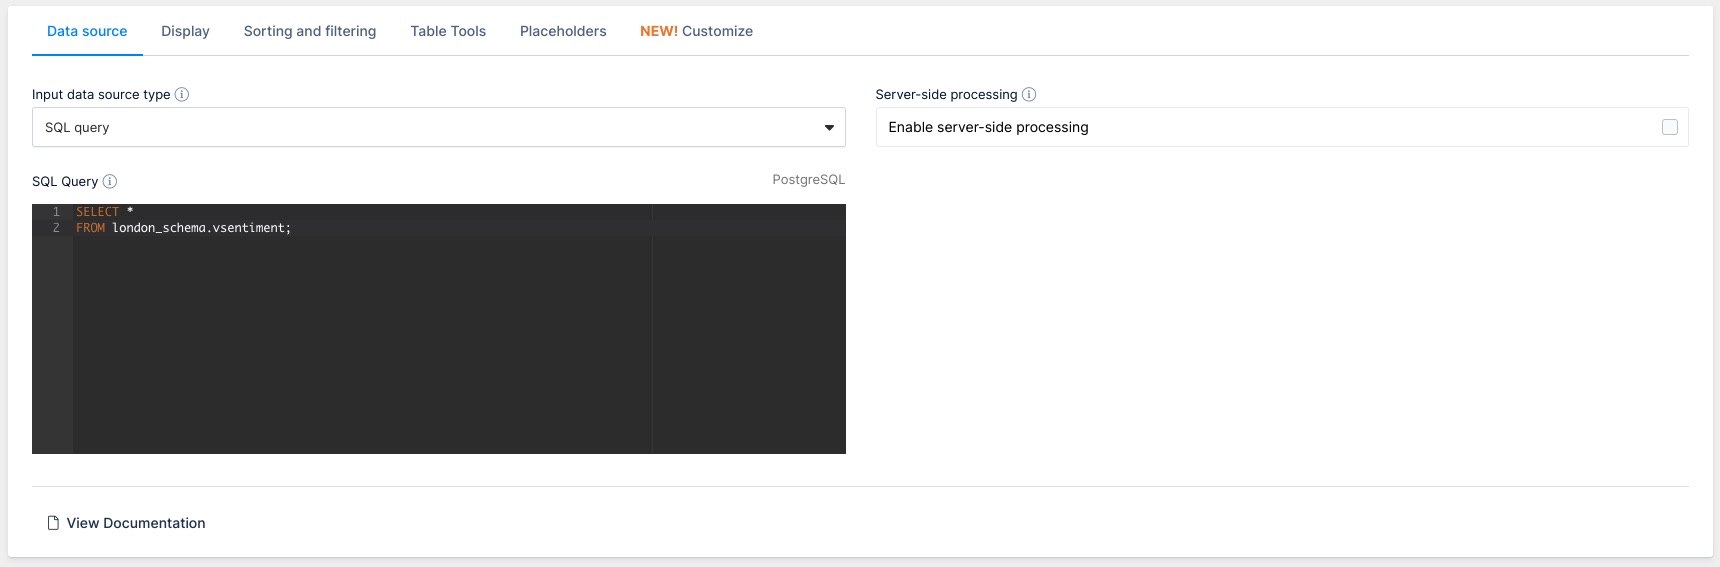 Data source Display Sorting and filtering Table Tools Placeholders NEW! Customize
Input data source type
SQL query
Server-side processing
Enable server-side processing
SQL Query PostgreSQL
1 SELECT *
2 FROM london_schema.vsentiment;
View Documentation